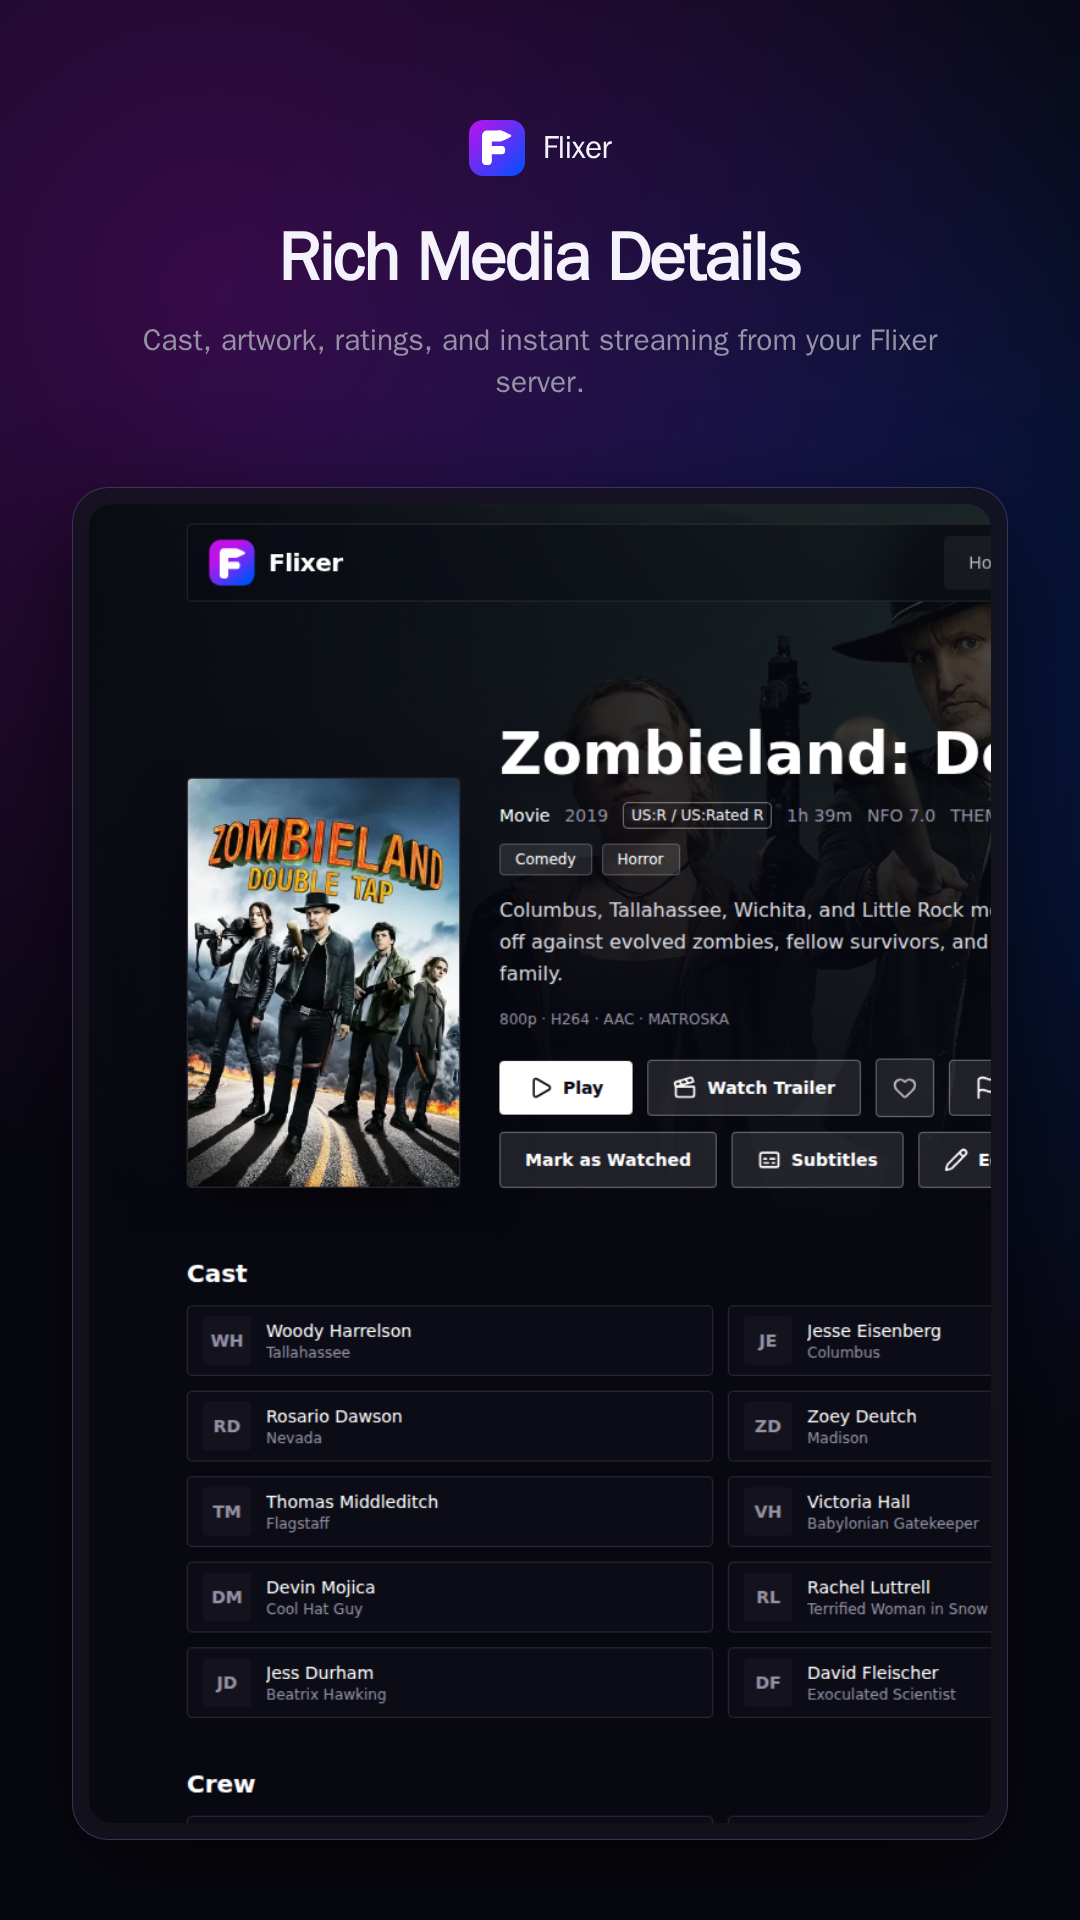 Flixer
Rich Media Details
Cast, artwork, ratings, and instant streaming from your Flixer
server.
Flixer
Ho
Zombieland: Do
Movie 2019 US:R / US:Rated R 1h 39m NFO 7.0 THEM
Comedy Horror
ZOMBIELAND
DOUBLE TAP
Columbus, Tallahassee, Wichita, and Little Rock mo
off against evolved zombies, fellow survivors, and
family.
800p · H264 · AAC · MATROSKA
Play Watch Trailer
Mark as Watched Subtitles E
Cast
WH Woody Harrelson
Tallahassee
JE Jesse Eisenberg
Columbus
RD Rosario Dawson
Nevada
ZD Zoey Deutch
Madison
TM Thomas Middleditch
Flagstaff
VH Victoria Hall
Babylonian Gatekeeper
DM Devin Mojica
Cool Hat Guy
RL Rachel Luttrell
Terrified Woman in Snow
JD Jess Durham
Beatrix Hawking
DF David Fleischer
Exoculated Scientist
Crew